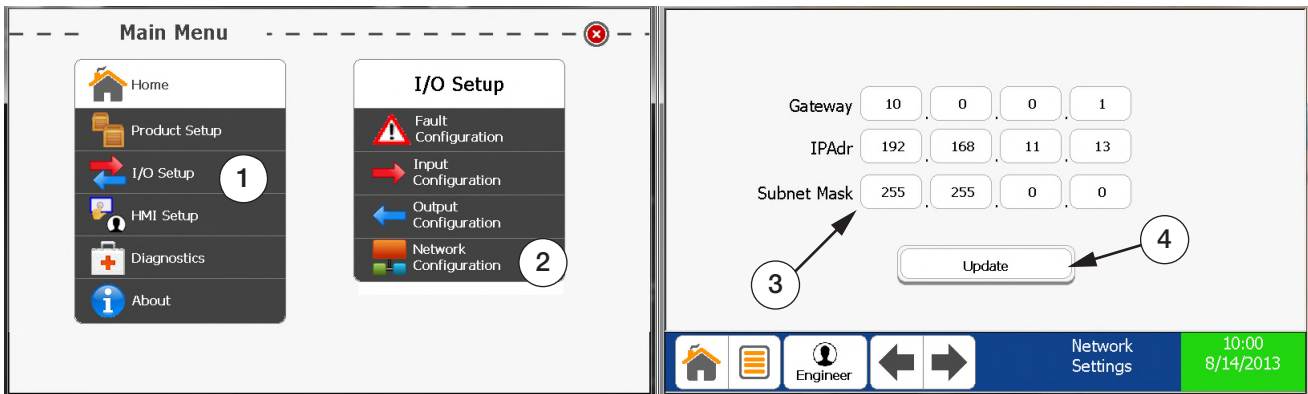 Main Menu
Home
Product Setup
I/O Setup
1
HMI Setup
Diagnostics
About
I/O Setup
Fault
Configuration
Input
Configuration
Output
Configuration
Network
Configuration
2
Gateway 10 . 0 . 0 . 1
IPAdr 192 . 168 . 11 . 13
Subnet Mask 255 . 255 . 0 . 0
3
4
Update
Engineer
Network
Settings
10:00
8/14/2013